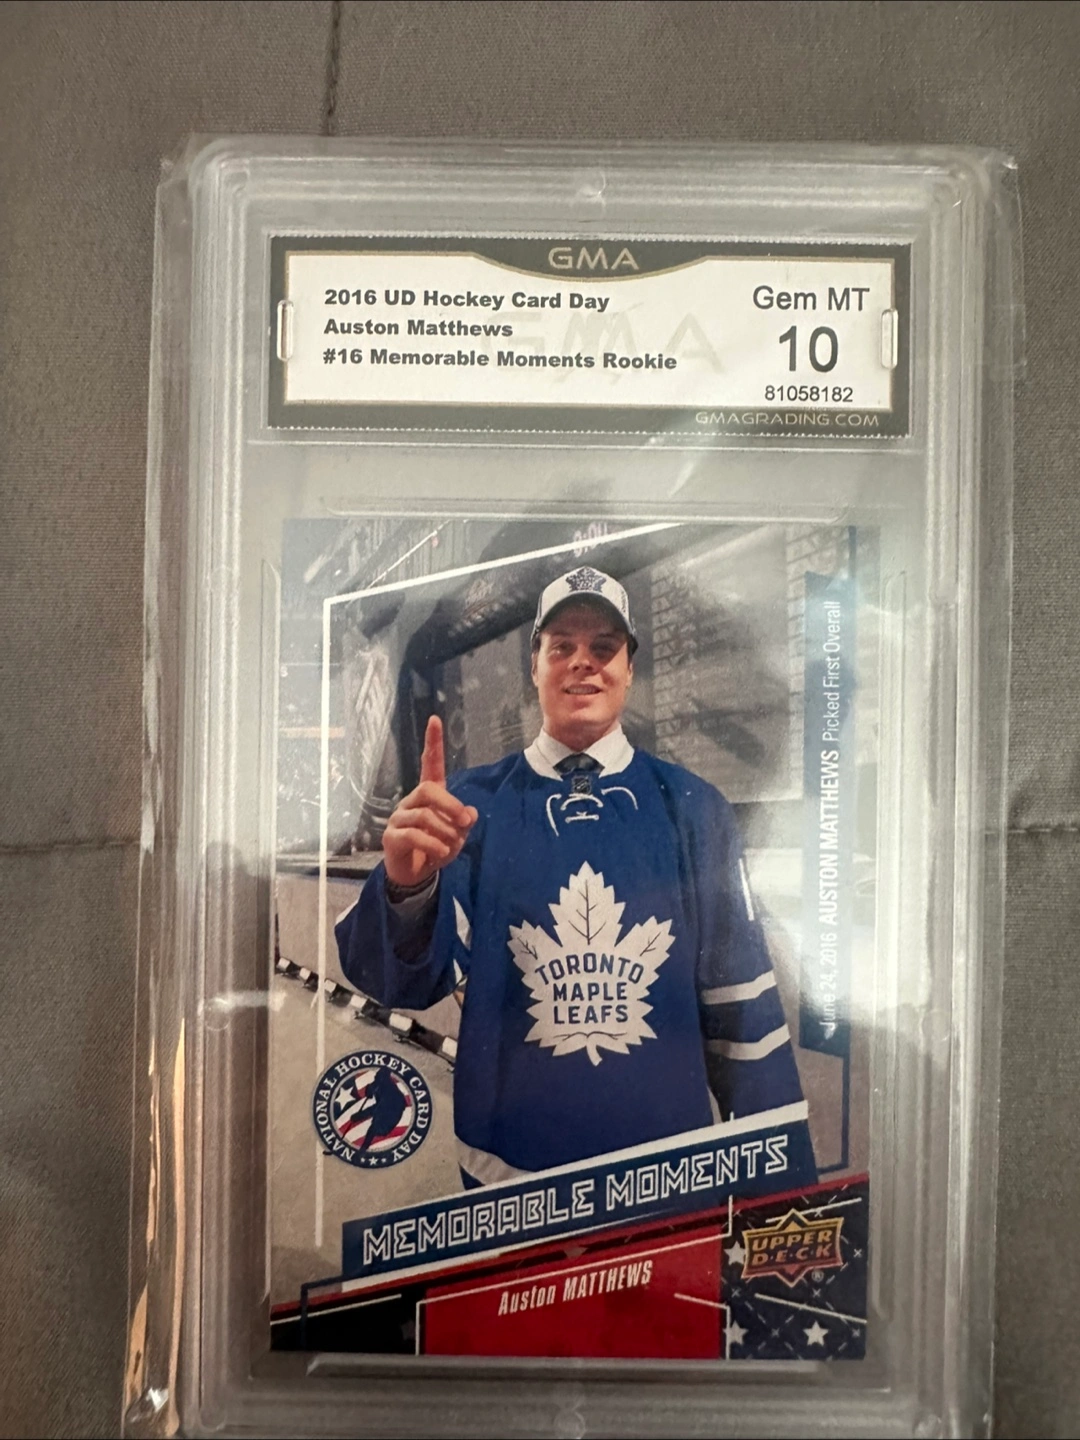 GMA
2016 UD Hockey Card Day
Auston Matthews
#16 Memorable Moments Rookie
Gem MT
10
81058182
GMAGRADING.COM
GMA
June 24, 2016 AUSTON MATTHEWS Picked First Overall
TORONTO
MAPLE
LEAFS
NATIONAL HOCKEY CARD DAY
MEMORABLE MOMENTS
UPPER
D·E·C·K
®
Auston MATTHEWS